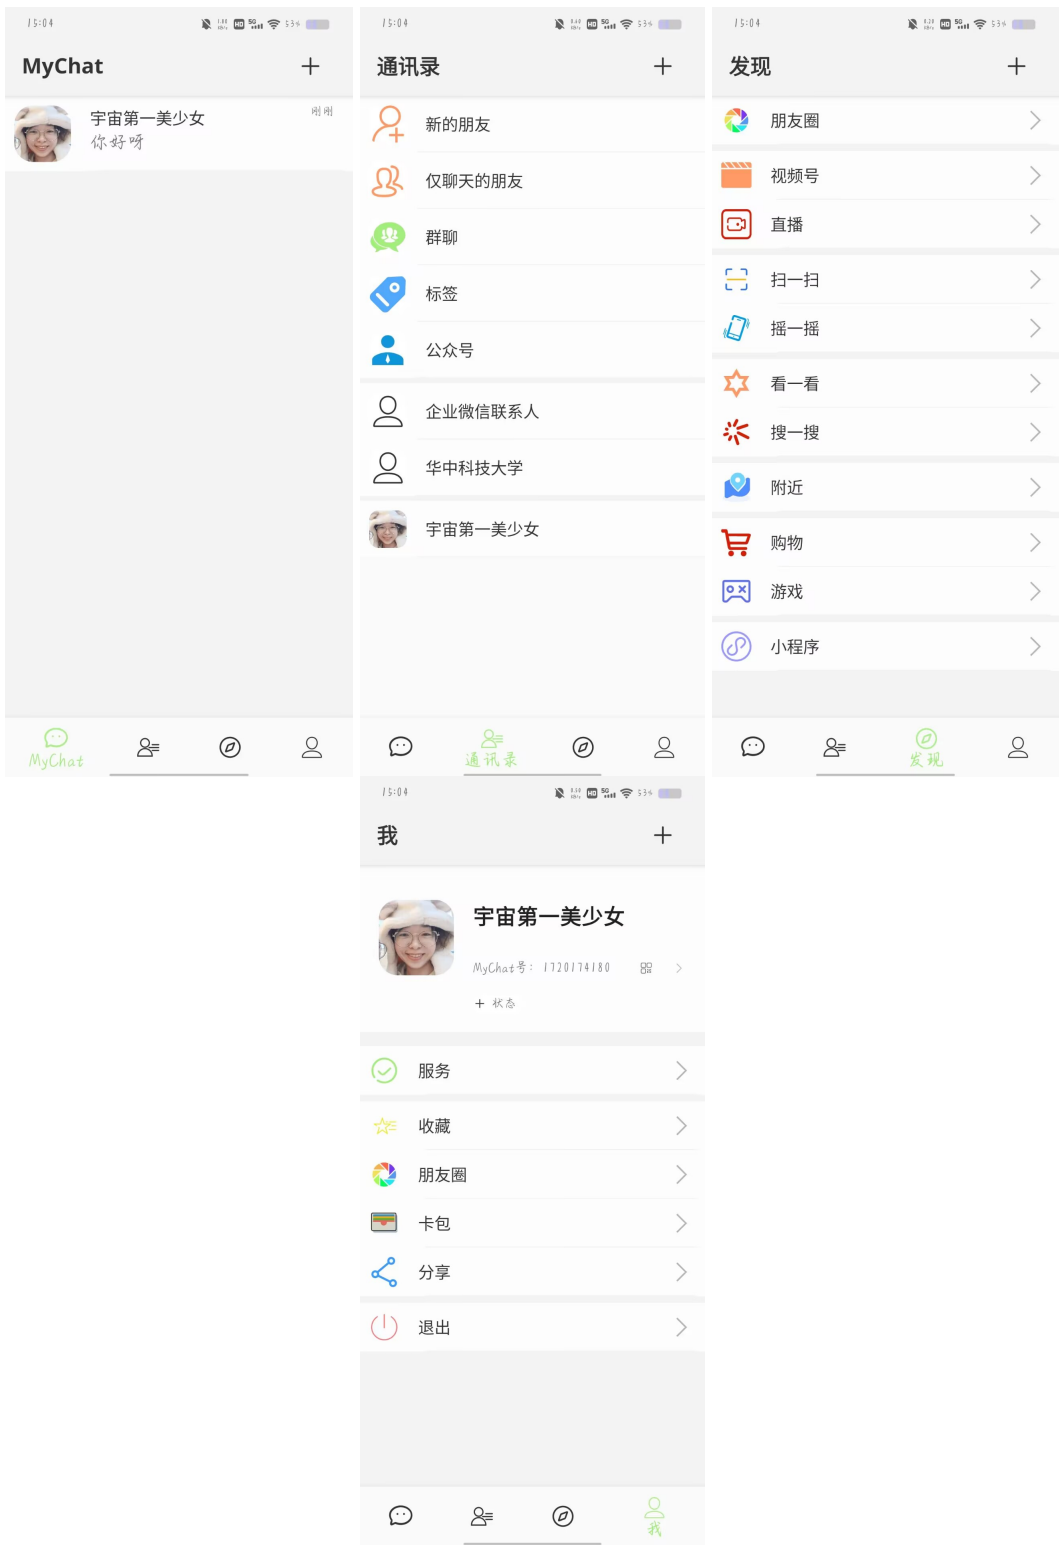 15:04
53%
MyChat
宇宙第一美少女
刚刚
你好呀
MyChat
15:04
53%
通讯录
新的朋友
仅聊天的朋友
群聊
标签
公众号
企业微信联系人
华中科技大学
宇宙第一美少女
通讯录
15:04
53%
发现
朋友圈
视频号
直播
扫一扫
摇一摇
看一看
搜一搜
附近
购物
游戏
小程序
发现
15:04
53%
我
宇宙第一美少女
MyChat号: 1720174180
+ 状态
服务
收藏
朋友圈
卡包
分享
退出
我